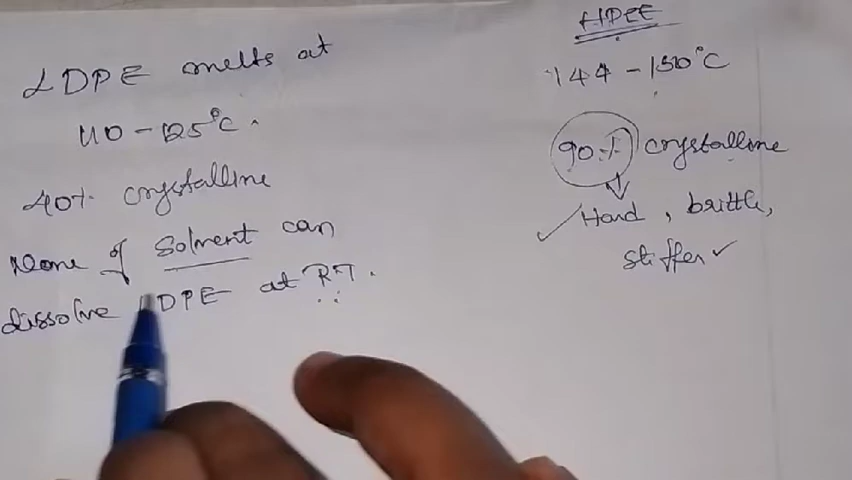 LDPE melts at
110 - 125°C.
40% crystalline
None of Solment can
dissolve LDPE at RT.
HDPE
144 - 150°C
90% crystalline
Hard, brittle,
stiffer